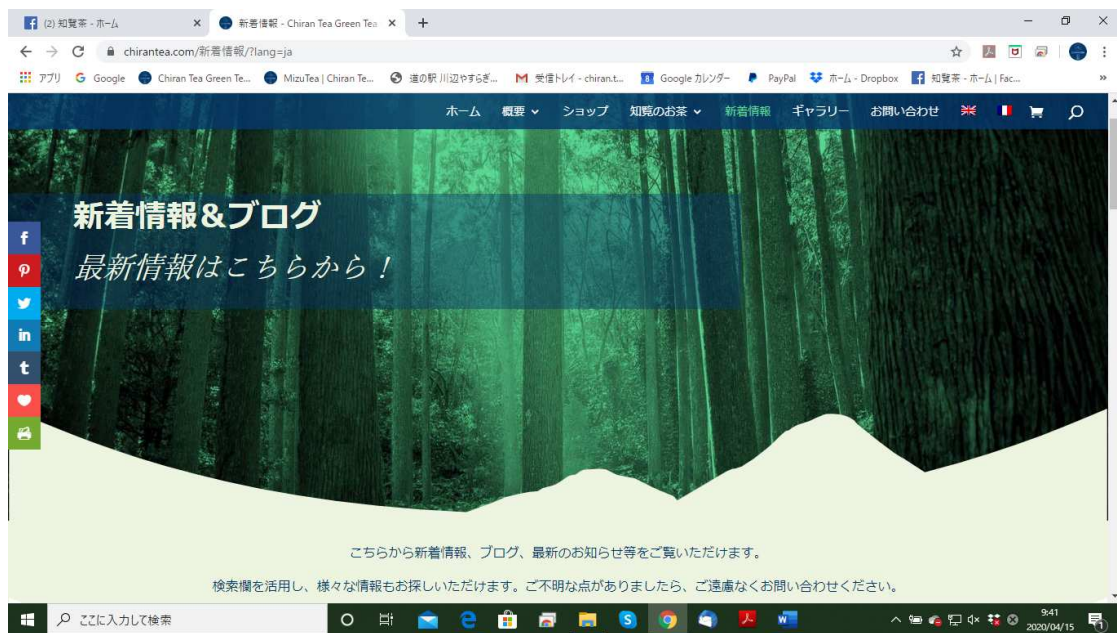 (2) 知覧茶 - ホーム
新着情報 - Chiran Tea Green Tea
chirantea.com/新着情報/?lang=ja
アプリ
Google
Chiran Tea Green Te...
MizuTea | Chiran Te...
道の駅 川辺やすらぎ...
受信トレイ - chiran.t...
8
Google カレンダー
PayPal
ホーム - Dropbox
知覧茶 - ホーム | Fac...
»
ホーム
概要
ショップ
知覧のお茶
新着情報
ギャラリー
お問い合わせ
新着情報&ブログ
最新情報はこちらから！
こちらから新着情報、ブログ、最新のお知らせ等をご覧いただけます。
検索欄を活用し、様々な情報もお探しいただけます。ご不明な点がありましたら、ご遠慮なくお問い合わせください。
ここに入力して検索
9:41
2020/04/15